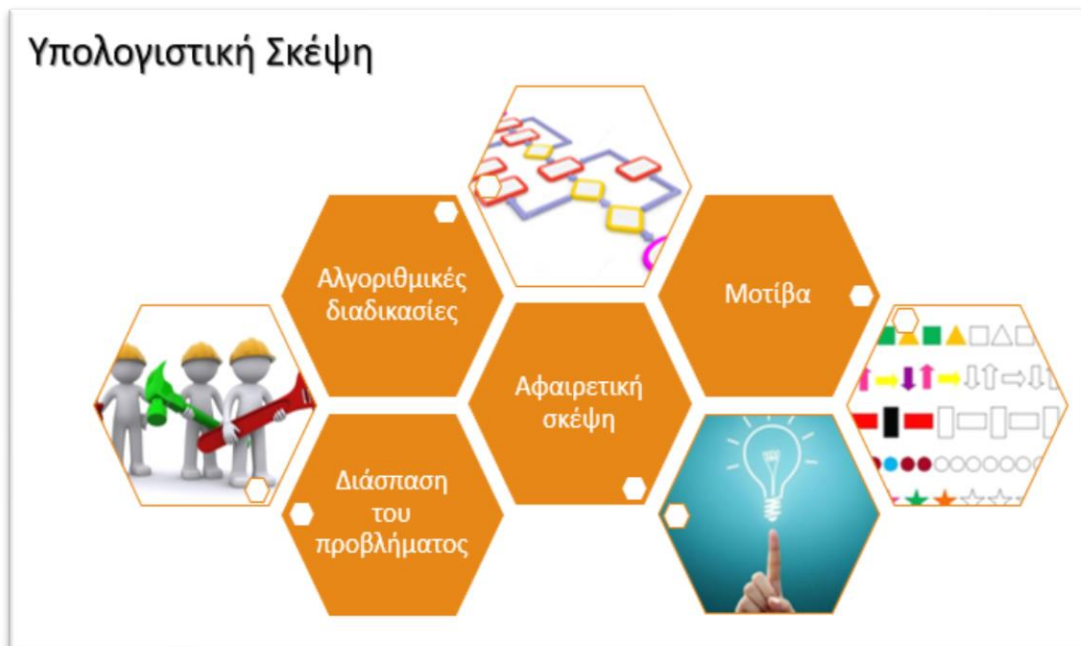 Υπολογιστική Σκέψη
Αλγοριθμικές
διαδικασίες
Μοτίβα
Αφαιρετική
σκέψη
Διάσπαση
του
προβλήματος